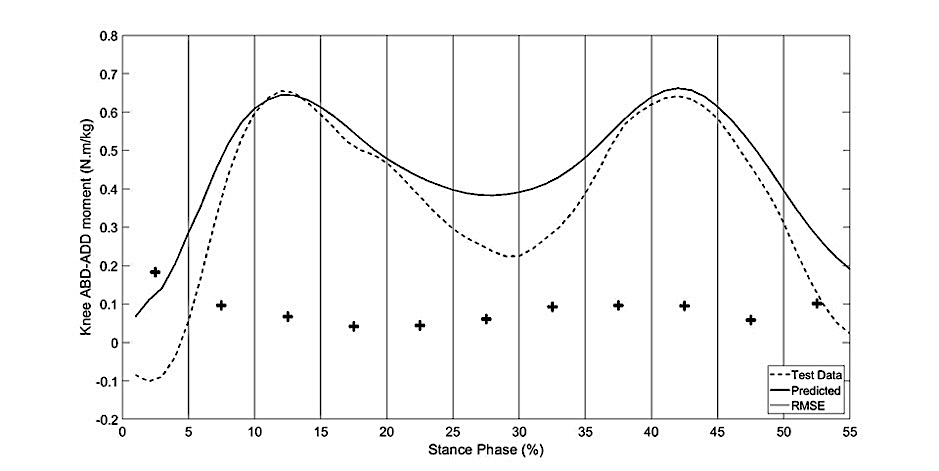 0.8
0.7
0.6
0.5
0.4
0.3
0.2
0.1
0
-0.1
-0.2
Knee ABD-ADD moment (N.m/kg)
0 5 10 15 20 25 30 35 40 45 50 55
Stance Phase (%)
Test Data
Predicted
RMSE